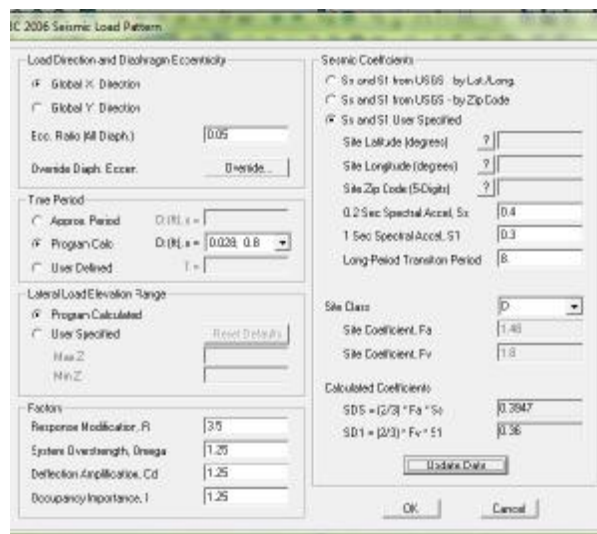 IC 2006 Seismic Load Pattern
Load Direction and Diaphragm Eccentricity
Global X Direction
Global Y Direction
Ecc. Ratio (All Diaph.) 0.05
Override Diaph. Eccen. Override...
Time Period
Approx. Period Ct (ft), x =
Program Calc Ct (ft), x = 0.028, 0.8
User Defined T =
Lateral Load Elevation Range
Program Calculated
User Specified Reset Defaults
Max Z
Min Z
Factors
Response Modification, R 3.5
System Overstrength, Omega 1.25
Deflection Amplification, Cd 1.25
Occupancy Importance, I 1.25
Seismic Coefficients
Ss and S1 from USGS - by Lat./Long.
Ss and S1 from USGS - by Zip Code
Ss and S1 User Specified
Site Latitude (degrees) ?
Site Longitude (degrees) ?
Site Zip Code (5-Digits) ?
0.2 Sec Spectral Accel, Ss 0.4
1 Sec Spectral Accel, S1 0.3
Long-Period Transition Period 8.
Site Class D
Site Coefficient, Fa 1.48
Site Coefficient, Fv 1.8
Calculated Coefficients
SDS = (2/3) * Fa * Ss 0.3947
SD1 = (2/3) * Fv * S1 0.36
Update Data
OK Cancel